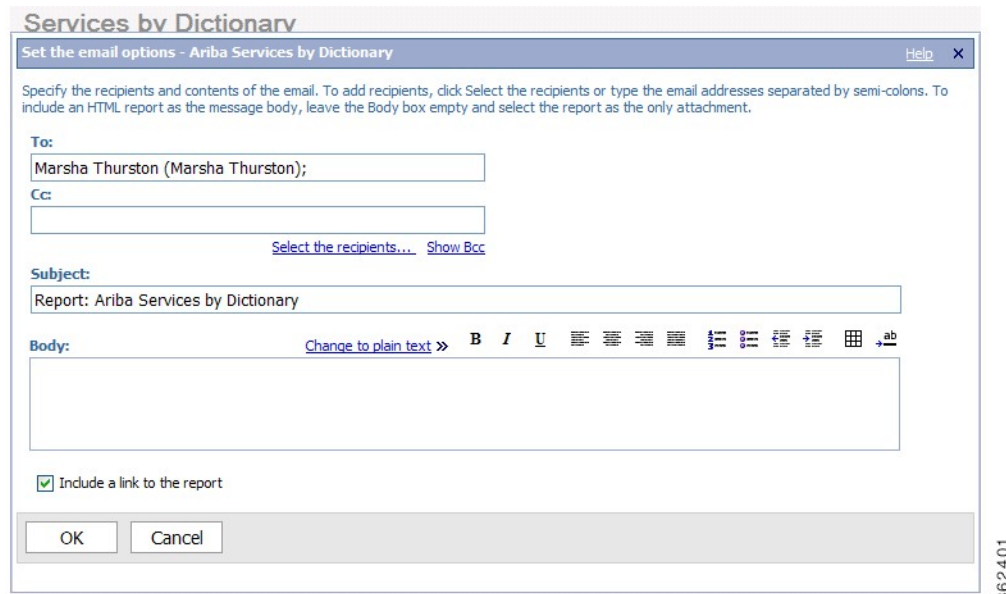 Services by Dictionary
Set the email options - Ariba Services by Dictionary Help X
Specify the recipients and contents of the email. To add recipients, click Select the recipients or type the email addresses separated by semi-colons. To
include an HTML report as the message body, leave the Body box empty and select the report as the only attachment.
To:
Marsha Thurston (Marsha Thurston);
Cc:
Select the recipients... Show Bcc
Subject:
Report: Ariba Services by Dictionary
Body: Change to plain text » B I U ab
Include a link to the report
OK Cancel